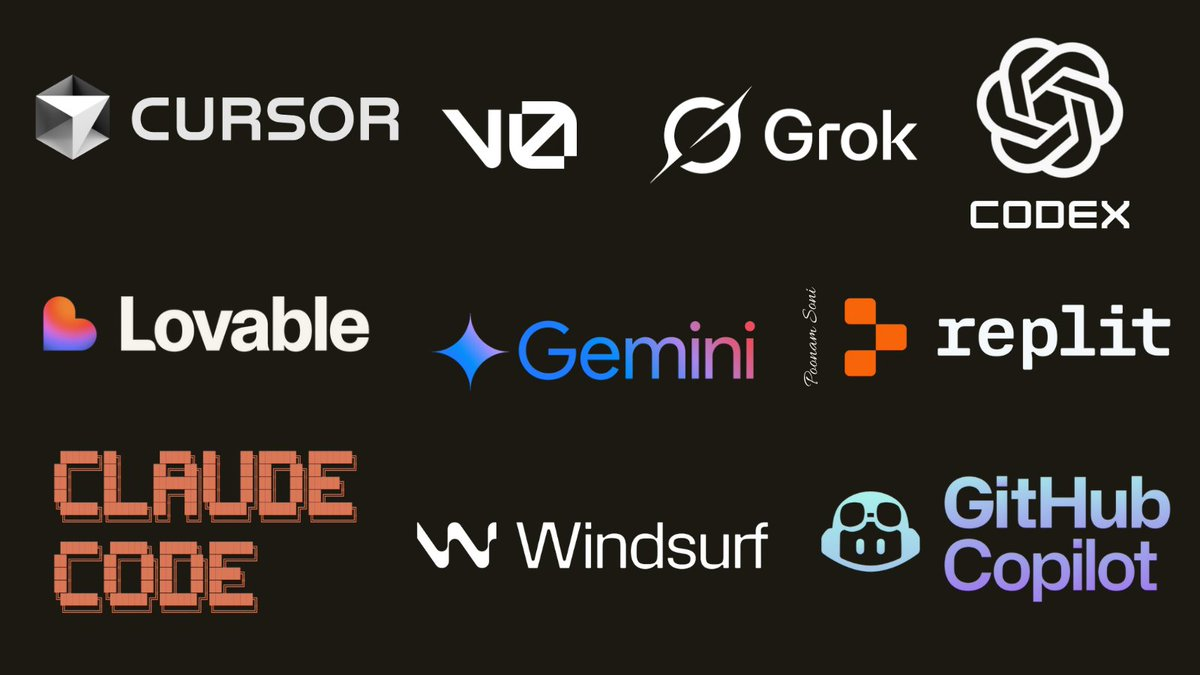 CURSOR
v0
Grok
CODEX
Lovable
Gemini
Poonam Soni
replit
CLAUDE
CODE
Windsurf
GitHub
Copilot